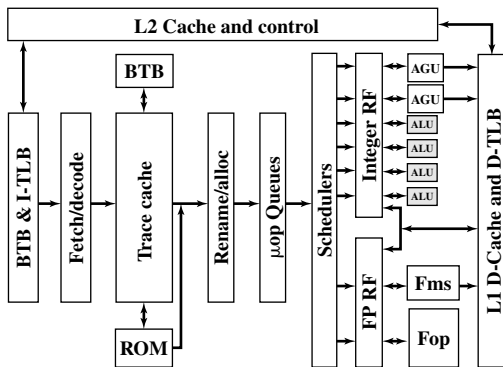 L2 Cache and control
BTB
BTB & I-TLB
Fetch/decode
Trace cache
ROM
Rename/alloc
μop Queues
Schedulers
Integer RF
FP RF
AGU
AGU
ALU
ALU
ALU
ALU
Fms
Fop
L1 D-Cache and D-TLB